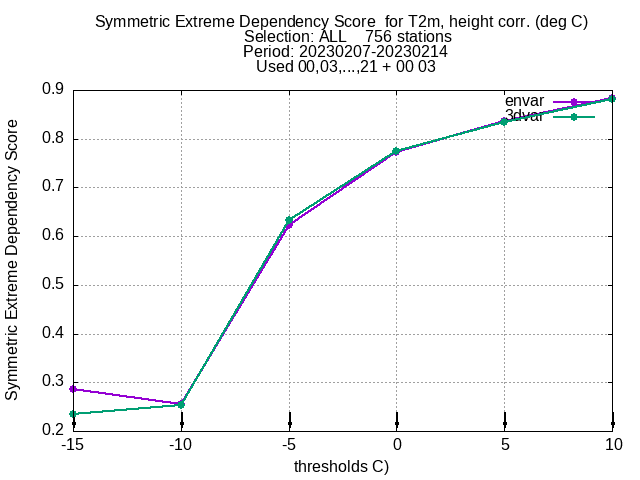 Symmetric Extreme Dependency Score  for T2m, height corr. (deg C)
Selection: ALL    756 stations
Period: 20230207-20230214
Used 00,03,...,21 + 00 03
Symmetric Extreme Dependency Score
0.9
0.8
0.7
0.6
0.5
0.4
0.3
0.2
envar
3dvar
-15
-10
-5
0
5
10
thresholds C)